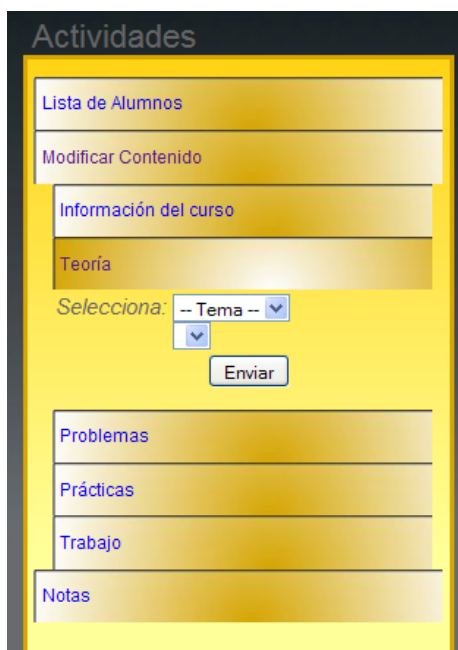 Actividades
Lista de Alumnos
Modificar Contenido
Información del curso
Teoría
Selecciona: -- Tema --
Enviar
Problemas
Prácticas
Trabajo
Notas